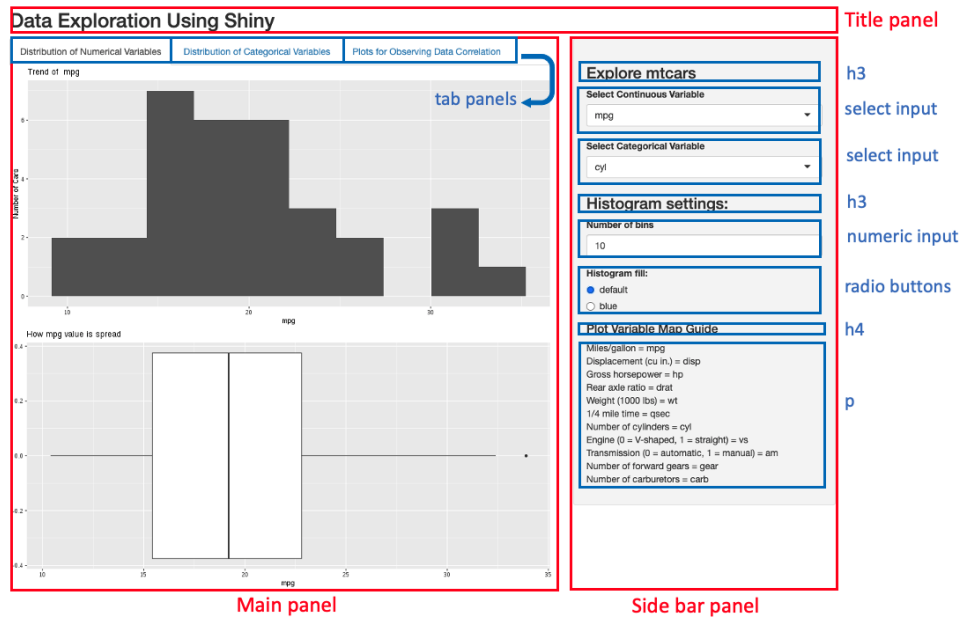 Data Exploration Using Shiny
Title panel
Distribution of Numerical Variables
Distribution of Categorical Variables
Plots for Observing Data Correlation
tab panels
Trend of mpg
Number of Cars
6
4
2
0
10
20
30
mpg
How mpg value is spread
0.4
0.2
0.0
0.2
0.4
10
15
20
25
30
35
mpg
Main panel
Explore mtcars
h3
Select Continuous Variable
mpg
select input
Select Categorical Variable
cyl
select input
Histogram settings:
h3
Number of bins
10
numeric input
Histogram fill:
default
blue
radio buttons
Plot Variable Map Guide
h4
Miles/gallon = mpg
Displacement (cu in.) = disp
Gross horsepower = hp
Rear axle ratio = drat
Weight (1000 lbs) = wt
1/4 mile time = qsec
Number of cylinders = cyl
Engine (0 = V-shaped, 1 = straight) = vs
Transmission (0 = automatic, 1 = manual) = am
Number of forward gears = gear
Number of carburetors = carb
p
Side bar panel